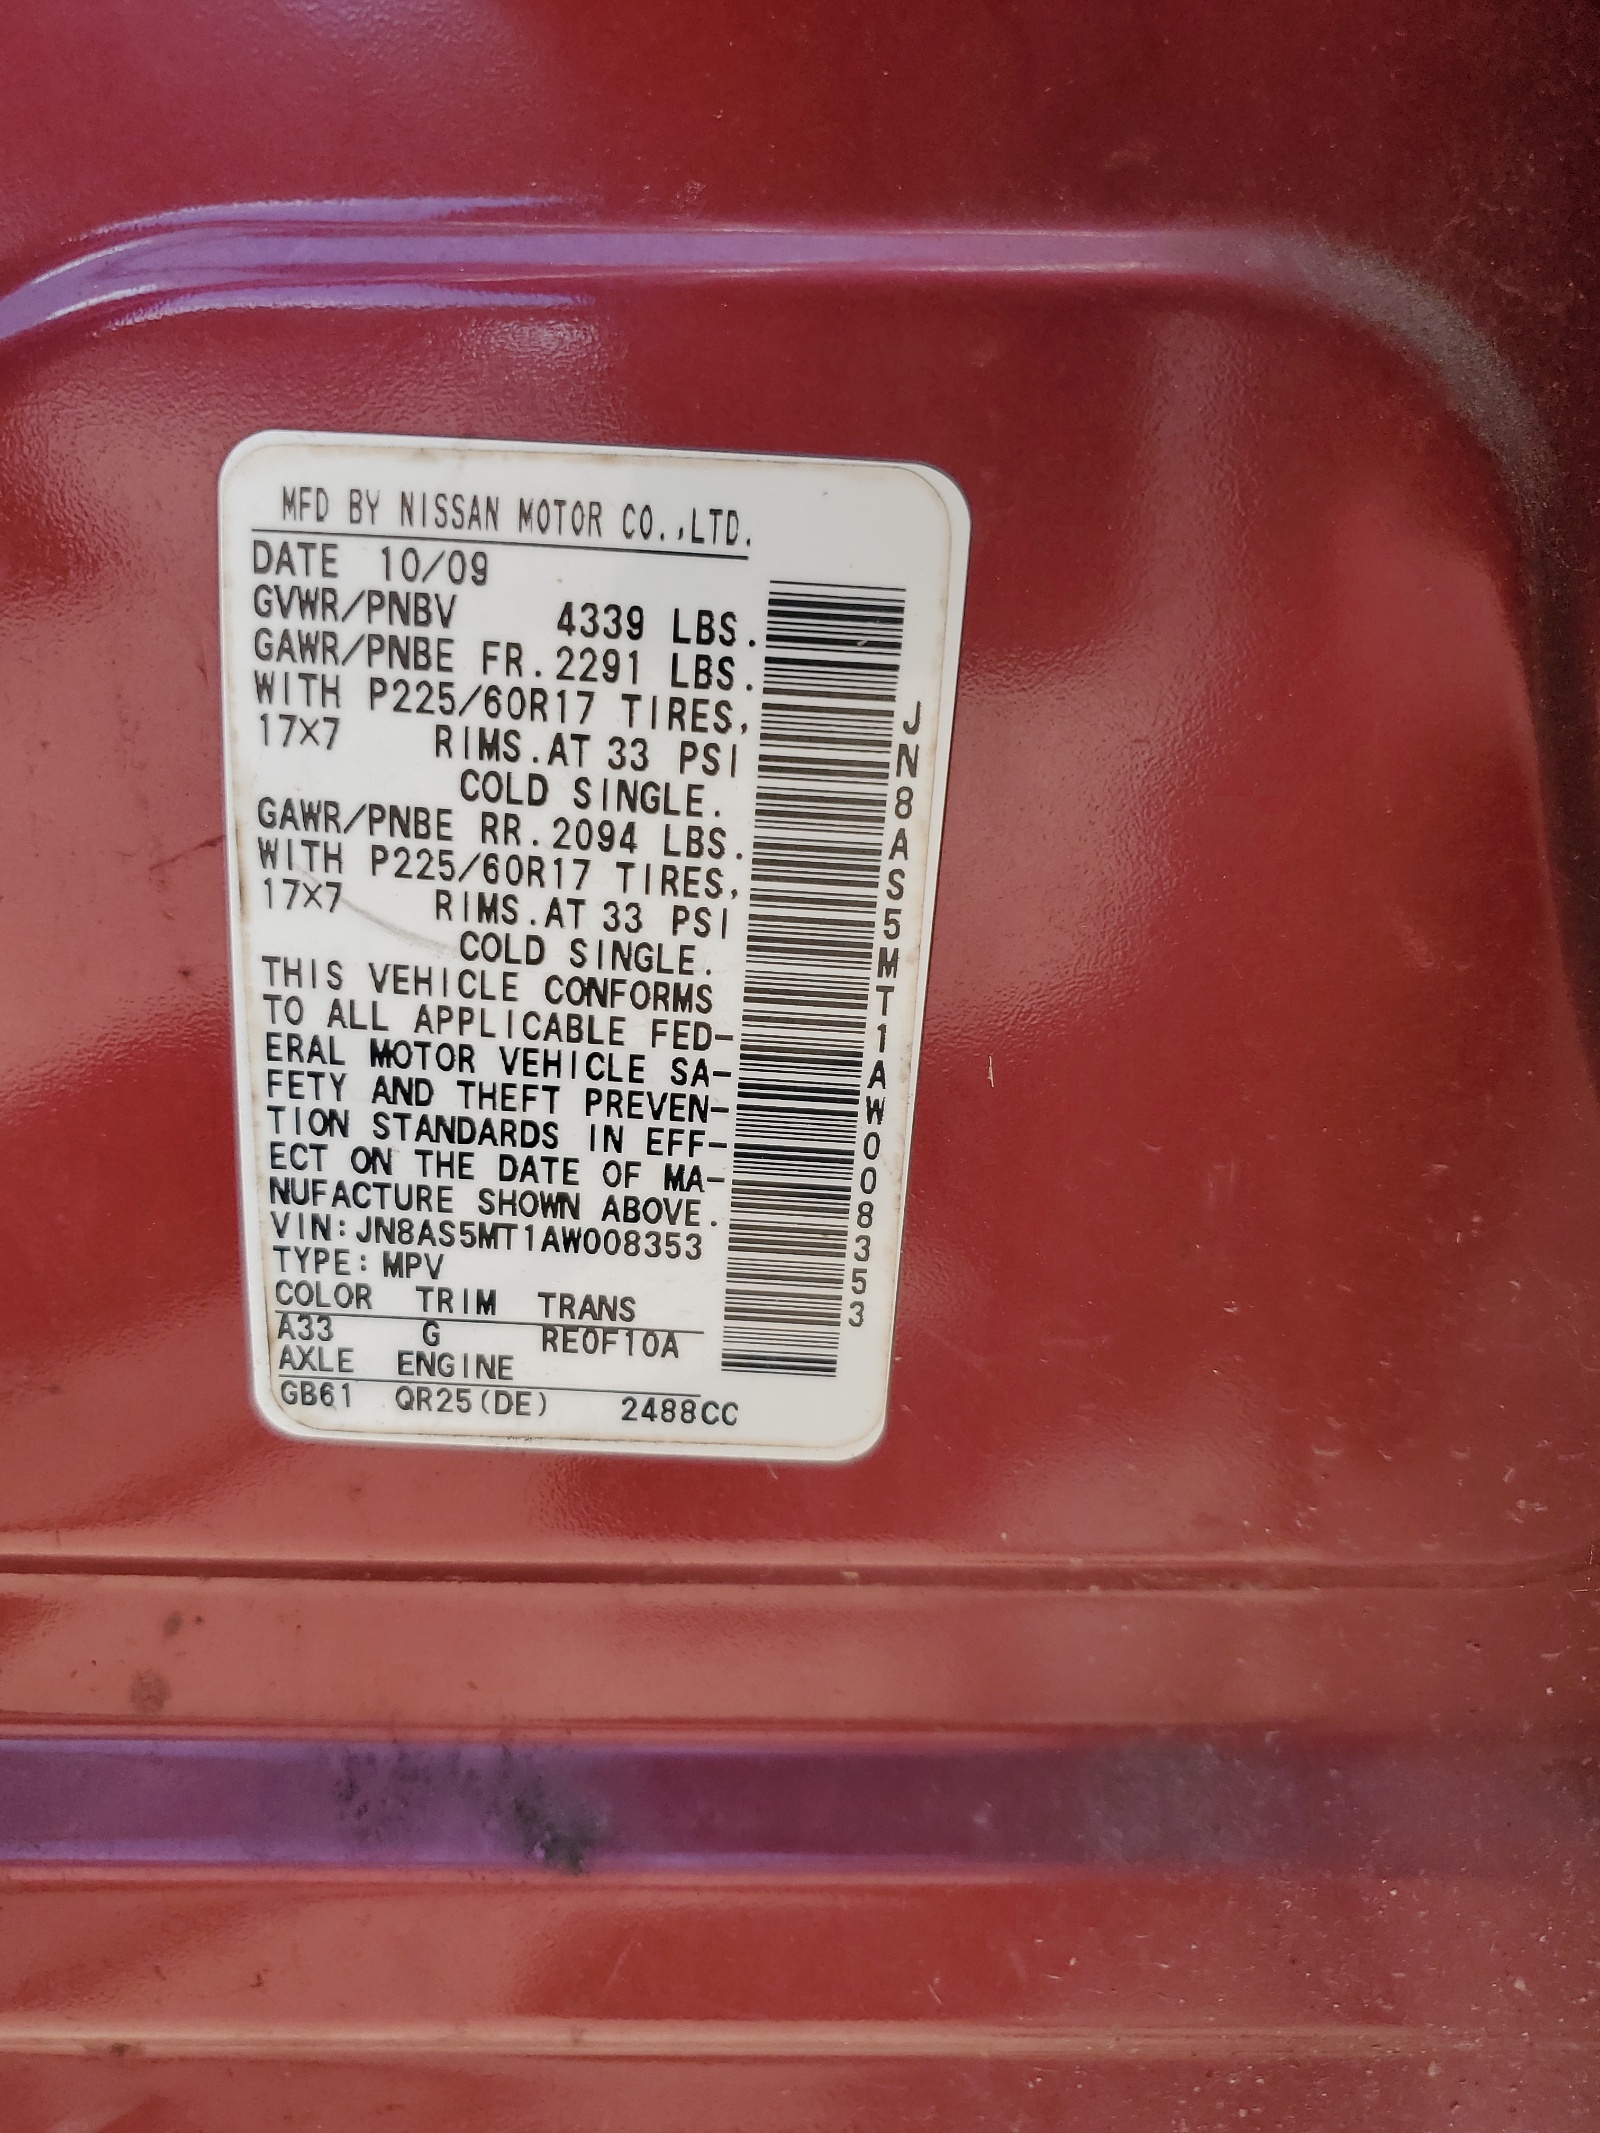 MFD BY NISSAN MOTOR CO.,LTD.
DATE 10/09
GVWR/PNBV 4339 LBS.
GAWR/PNBE FR.2291 LBS.
WITH P225/60R17 TIRES,
17X7 RIMS.AT 33 PSI
COLD SINGLE.
GAWR/PNBE RR.2094 LBS.
WITH P225/60R17 TIRES,
17X7 RIMS.AT 33 PSI
COLD SINGLE.
THIS VEHICLE CONFORMS
TO ALL APPLICABLE FED-
ERAL MOTOR VEHICLE SA-
FETY AND THEFT PREVEN-
TION STANDARDS IN EFF-
ECT ON THE DATE OF MA-
NUFACTURE SHOWN ABOVE.
VIN:JN8AS5MT1AW008353
TYPE:MPV
COLOR TRIM TRANS
A33 G RE0F10A
AXLE ENGINE
GB61 QR25(DE) 2488CC
JN8AS5MT1AW008353